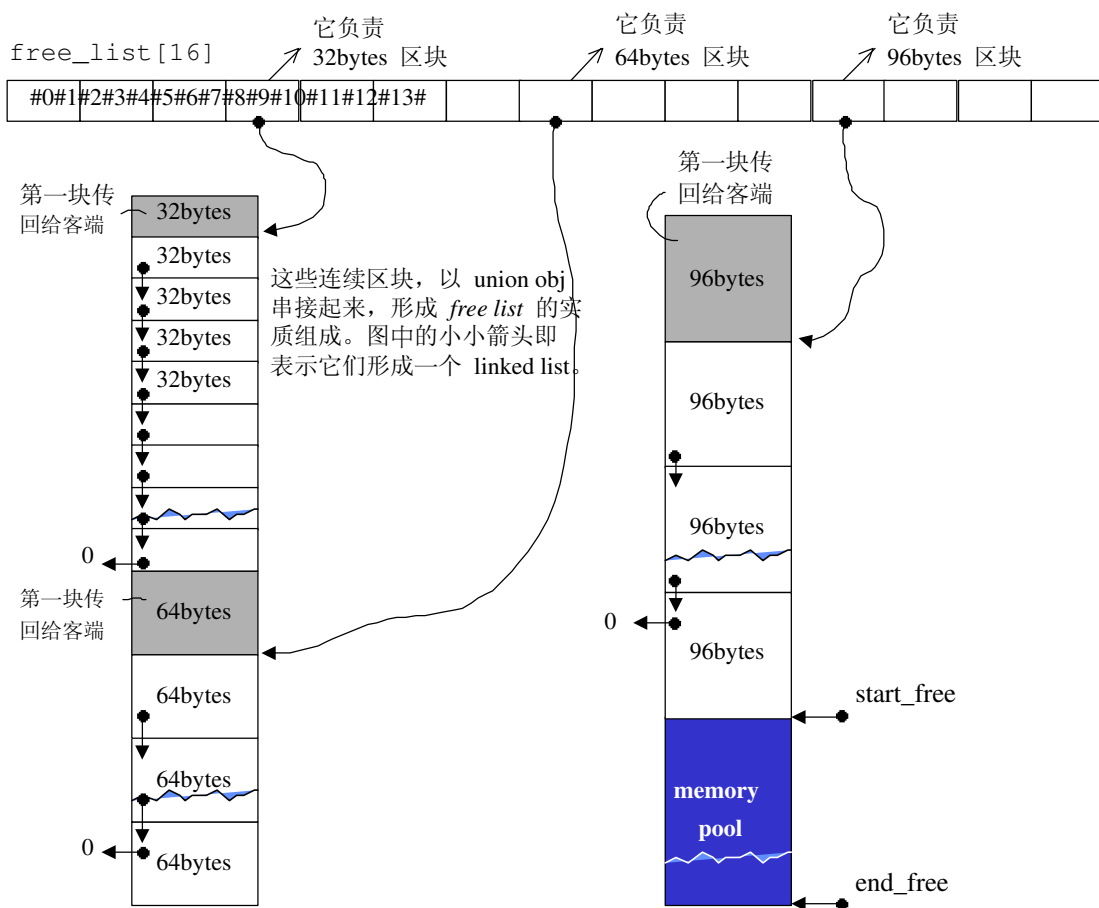 free_list[16]
它负责
32bytes 区块
它负责
64bytes 区块
它负责
96bytes 区块
#0#1#2#3#4#5#6#7#8#9#10#11#12#13#
第一块传
回给客端
32bytes
32bytes
32bytes
32bytes
32bytes
0
这些连续区块，以 union obj
串接起来，形成 free list 的实
质组成。图中的小小箭头即
表示它们形成一个 linked list。
第一块传
回给客端
64bytes
64bytes
64bytes
64bytes
0
第一块传
回给客端
96bytes
96bytes
96bytes
96bytes
0
start_free
memory
pool
end_free